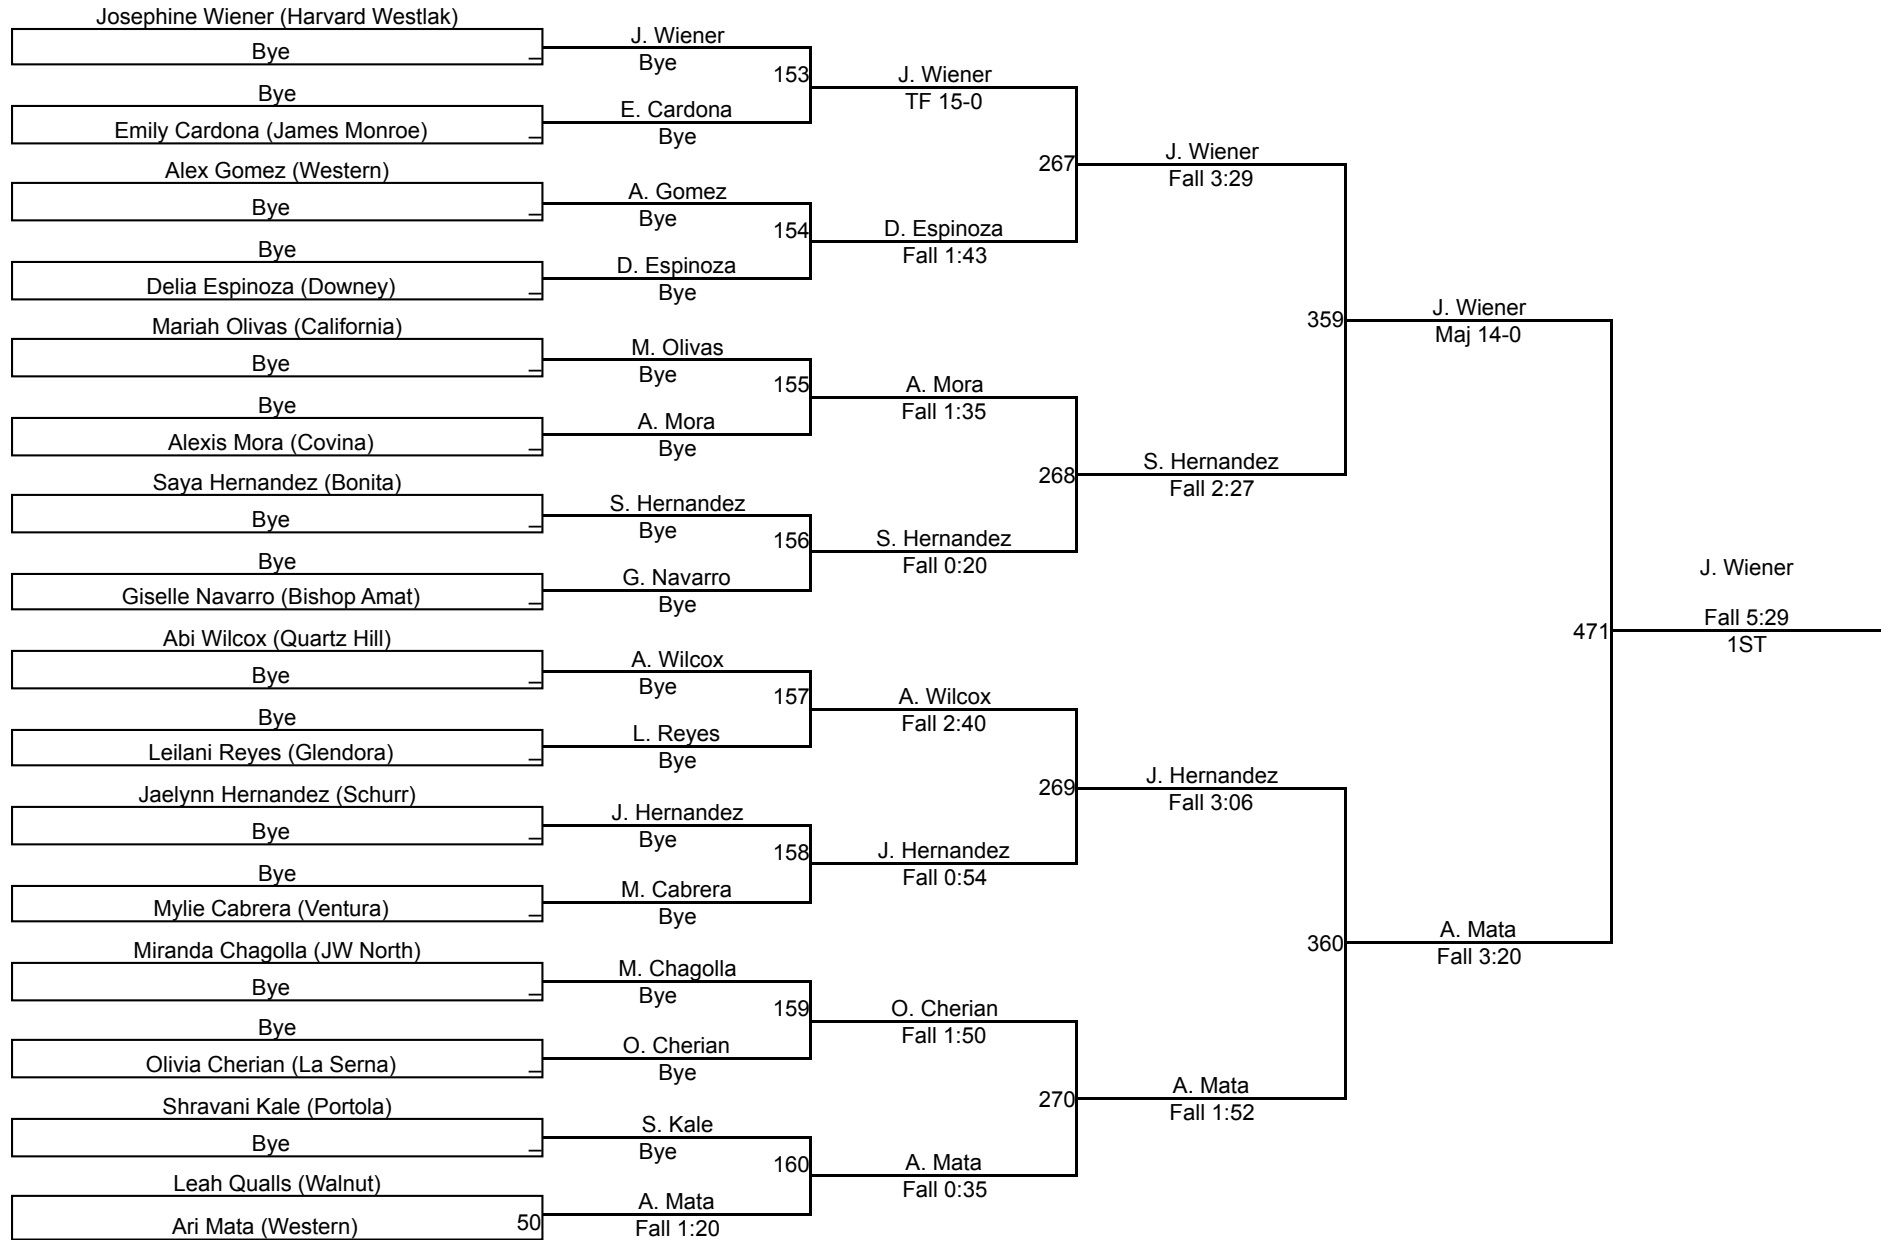 Josephine Wiener (Harvard Westlak)
Bye
Bye
Emily Cardona (James Monroe)
Alex Gomez (Western)
Bye
Bye
Delia Espinoza (Downey)
Mariah Olivas (California)
Bye
Bye
Alexis Mora (Covina)
Saya Hernandez (Bonita)
Bye
Bye
Giselle Navarro (Bishop Amat)
Abi Wilcox (Quartz Hill)
Bye
Bye
Leilani Reyes (Glendora)
Jaelynn Hernandez (Schurr)
Bye
Bye
Mylie Cabrera (Ventura)
Miranda Chagolla (JW North)
Bye
Bye
Olivia Cherian (La Serna)
Shravani Kale (Portola)
Bye
Leah Qualls (Walnut)
Ari Mata (Western) 50
J. Wiener
Bye
153
E. Cardona
Bye
A. Gomez
Bye
154
D. Espinoza
Bye
M. Olivas
Bye
155
A. Mora
Bye
S. Hernandez
Bye
156
G. Navarro
Bye
A. Wilcox
Bye
157
L. Reyes
Bye
J. Hernandez
Bye
158
M. Cabrera
Bye
M. Chagolla
Bye
159
O. Cherian
Bye
S. Kale
Bye
160
A. Mata
Fall 1:20
J. Wiener
TF 15-0
267
D. Espinoza
Fall 1:43
A. Mora
Fall 1:35
268
S. Hernandez
Fall 0:20
A. Wilcox
Fall 2:40
269
J. Hernandez
Fall 0:54
O. Cherian
Fall 1:50
270
A. Mata
Fall 0:35
J. Wiener
Fall 3:29
359
S. Hernandez
Fall 2:27
J. Hernandez
Fall 3:06
360
A. Mata
Fall 1:52
J. Wiener
Maj 14-0
471
A. Mata
Fall 3:20
J. Wiener
Fall 5:29
1ST